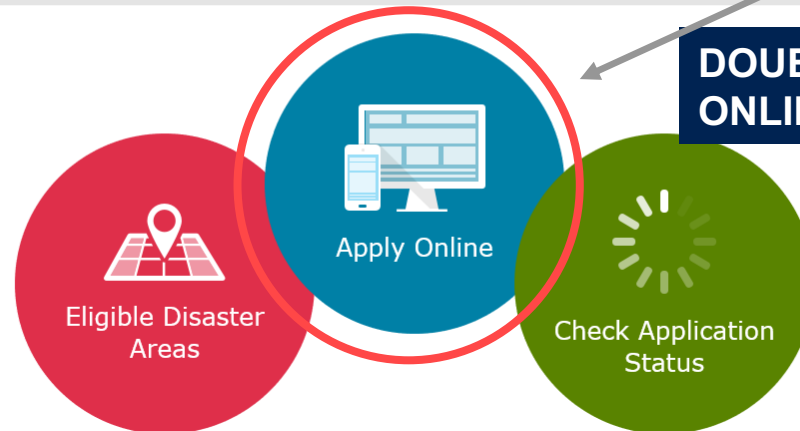 Apply Online
Eligible Disaster
Areas
Check Application
Status